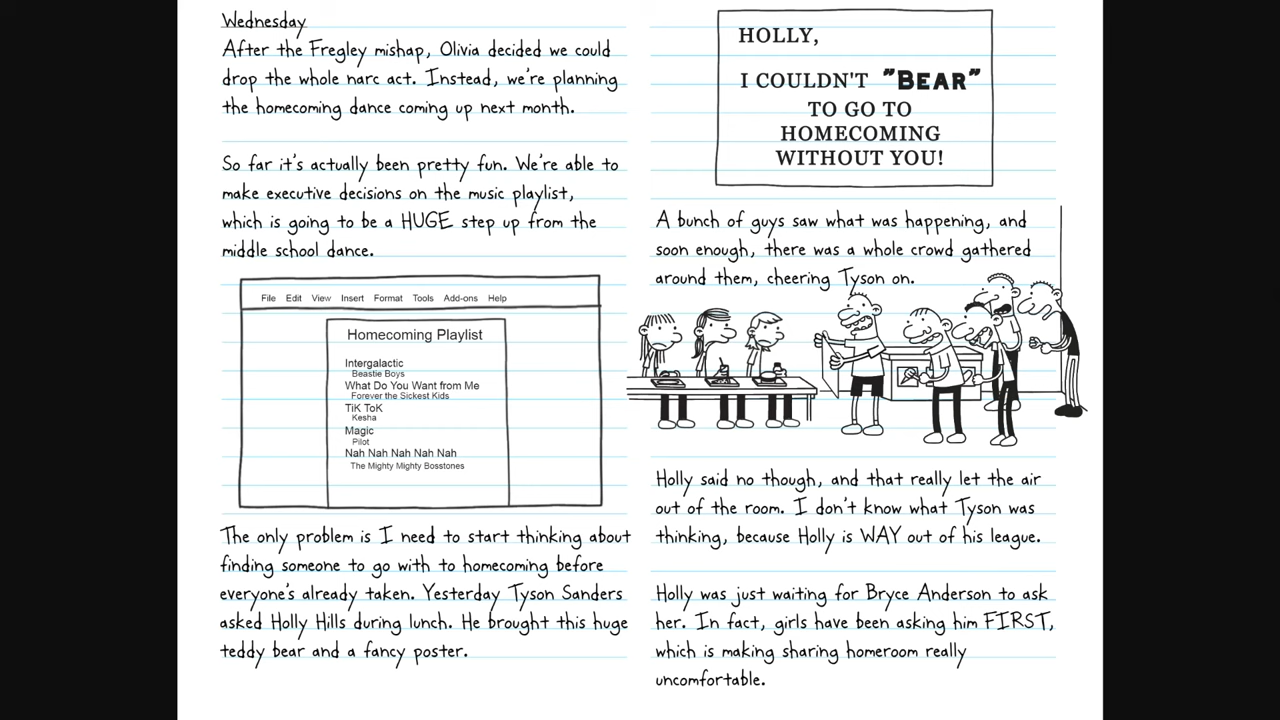 Wednesday
After the Fregley mishap, Olivia decided we could
drop the whole narc act. Instead, we're planning
the homecoming dance coming up next month.
So far it's actually been pretty fun. We're able to
make executive decisions on the music playlist,
which is going to be a HUGE step up from the
middle school dance.
File Edit View Insert Format Tools Add-ons Help
Homecoming Playlist
Intergalactic
Beastie Boys
What Do You Want from Me
Forever the Sickest Kids
TiK ToK
Kesha
Magic
Pilot
Nah Nah Nah Nah Nah
The Mighty Mighty Bosstones
The only problem is I need to start thinking about
finding someone to go with to homecoming before
everyone's already taken. Yesterday Tyson Sanders
asked Holly Hills during lunch. He brought this huge
teddy bear and a fancy poster.
HOLLY,
I COULDN'T "BEAR"
TO GO TO
HOMECOMING
WITHOUT YOU!
A bunch of guys saw what was happening, and
soon enough, there was a whole crowd gathered
around them, cheering Tyson on.
Holly said no though, and that really let the air
out of the room. I don't know what Tyson was
thinking, because Holly is WAY out of his league.
Holly was just waiting for Bryce Anderson to ask
her. In fact, girls have been asking him FIRST,
which is making sharing homeroom really
uncomfortable.